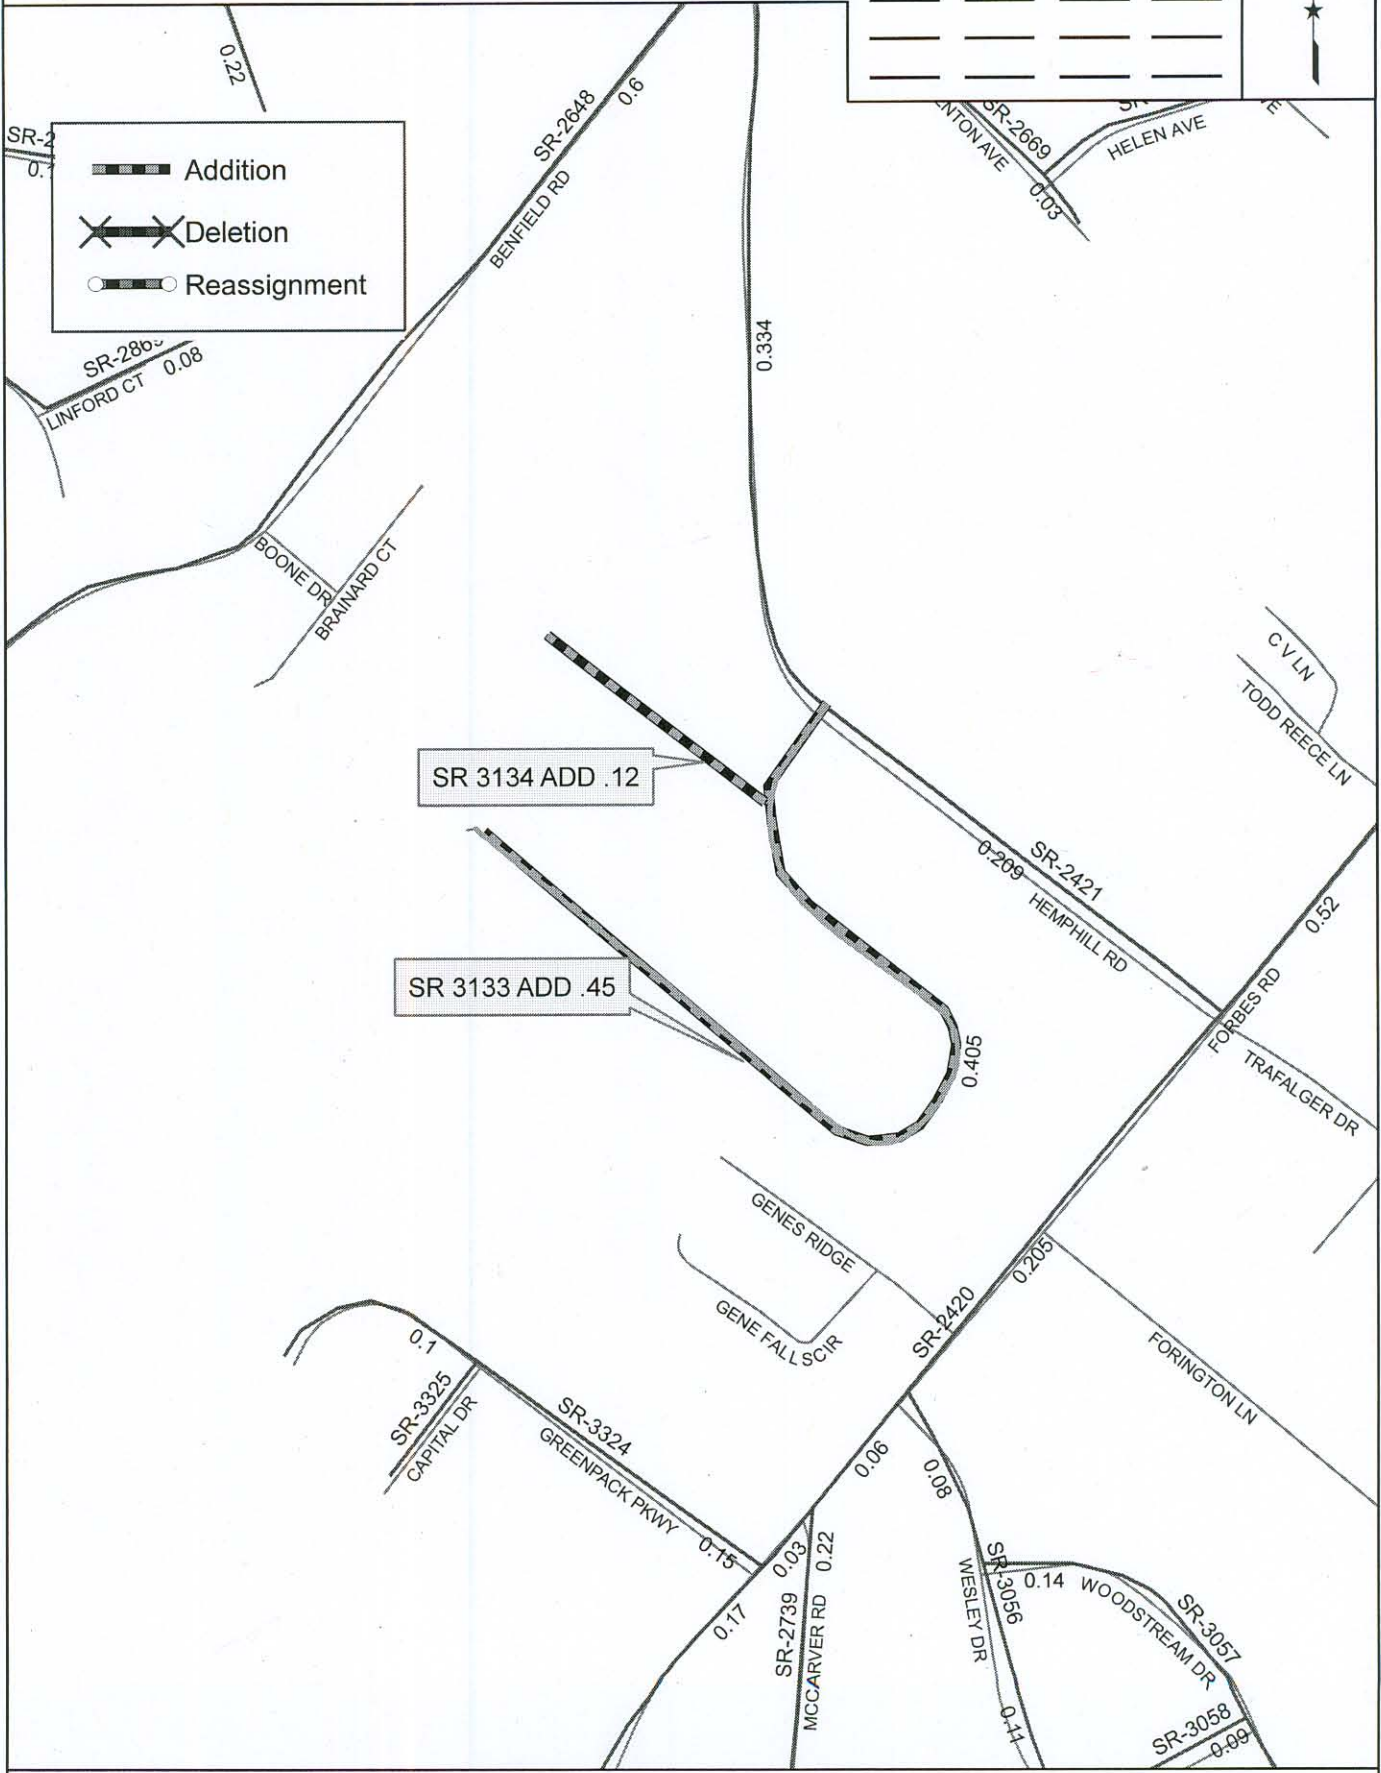 0.22
SR-2648
0.6
BENFIELD RD
SR-2669
ENTON AVE
HELEN AVE
0.03
Addition
Deletion
Reassignment
0.08
LINFORD CT
0.334
BOONE DR
BRAINARD CT
C V LN
TODD REECE LN
SR 3134 ADD .12
SR-2421
0.209
HEMPHILL RD
0.52
SR 3133 ADD .45
FORBES RD
0.405
TRAFALGER DR
GENES RIDGE
0.205
GENE FALLSCIR
SR-2420
FORINGTON LN
0.1
SR-3325
CAPITAL DR
SR-3324
GREENPACK PKWY
0.15
0.06
0.08
0.03
0.22
0.17
SR-2739
MCCARVER RD
WESLEY DR
SR-3056
0.14
WOODSTREAM DR
SR-3057
0.11
SR-3058
0.09